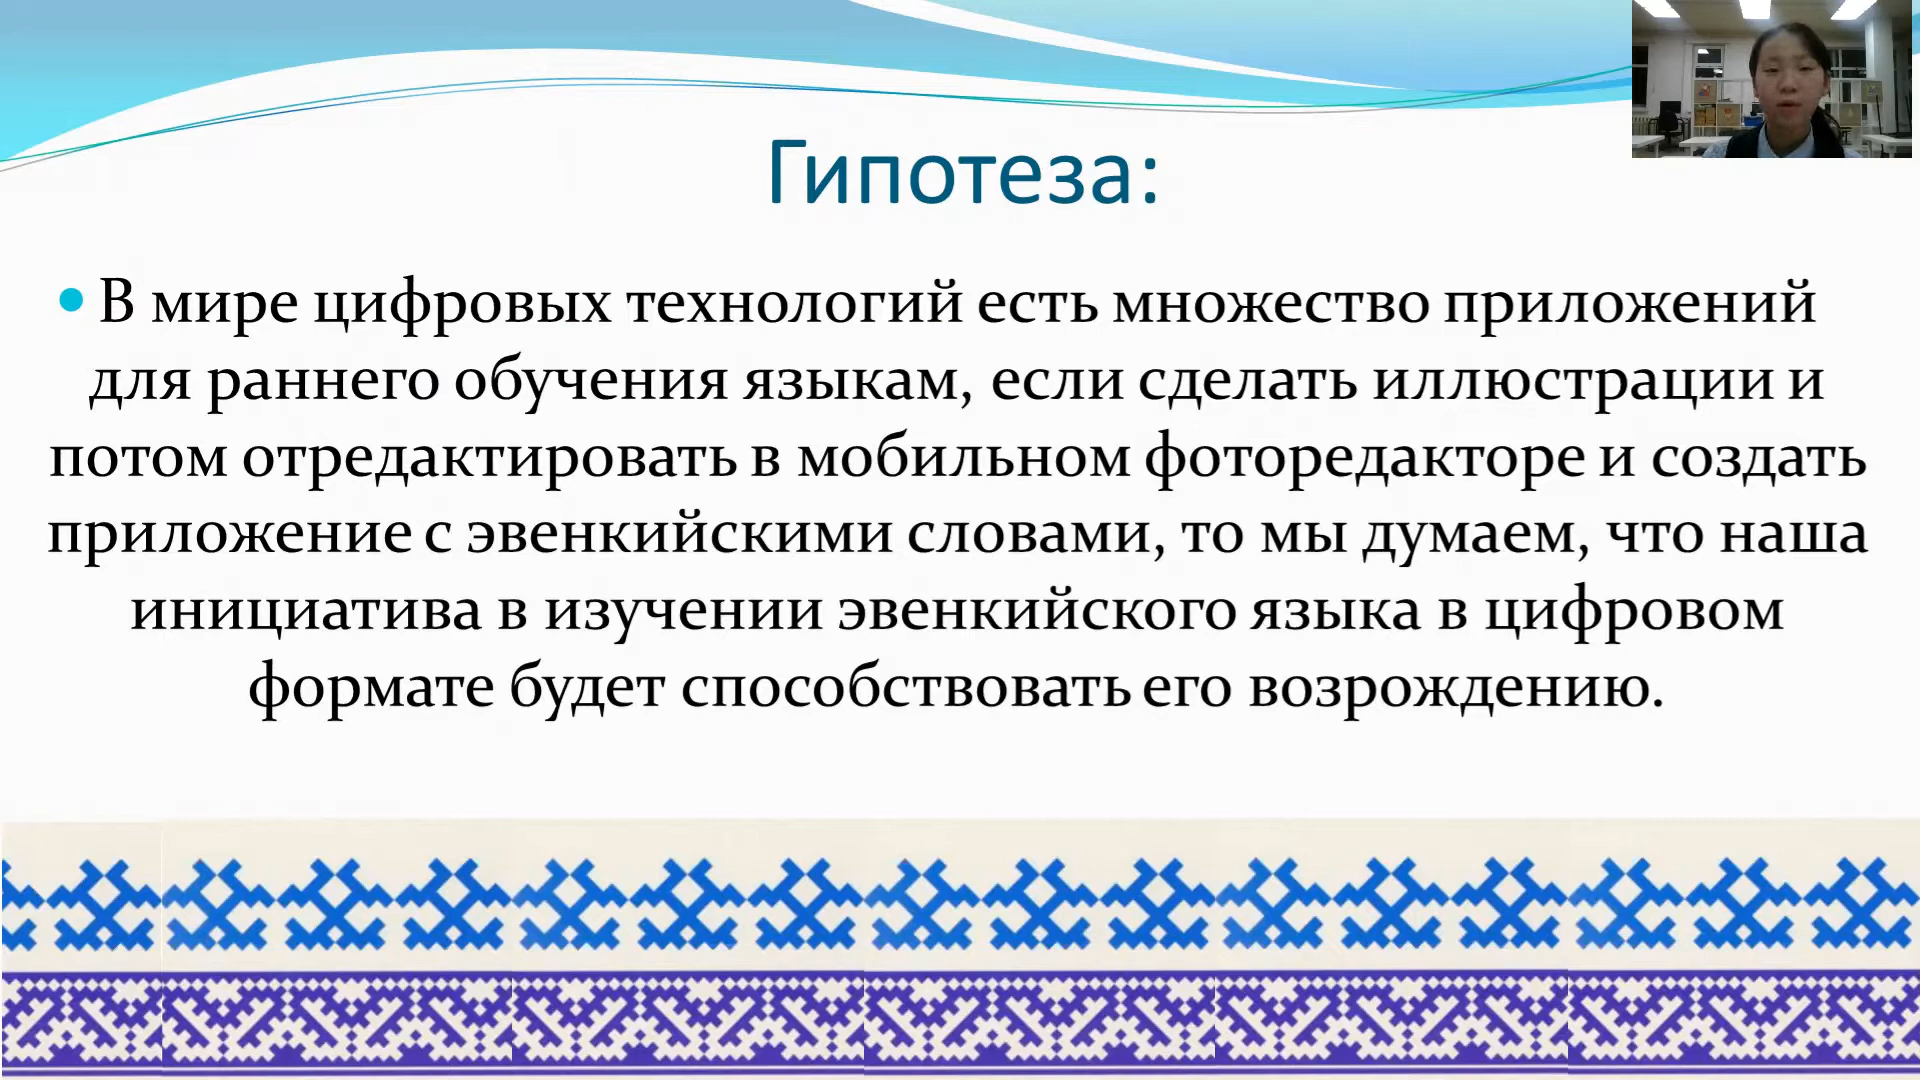 Гипотеза:
• В мире цифровых технологий есть множество приложений
для раннего обучения языкам, если сделать иллюстрации и
потом отредактировать в мобильном фоторедакторе и создать
приложение с эвенкийскими словами, то мы думаем, что наша
инициатива в изучении эвенкийского языка в цифровом
формате будет способствовать его возрождению.